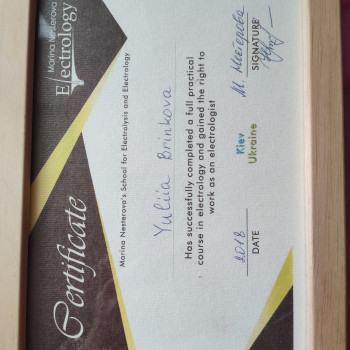 Marina Nesterova
Electrology
Certificate
Marina Nesterova's School for Electrolysis and Electrology
Yuliia Brinkova
Has successfully completed a full practical
course in electrology and gained the right to
work as an electrologist
Kiev
Ukraine
2018
DATE
М. Нестерова
SIGNATURE